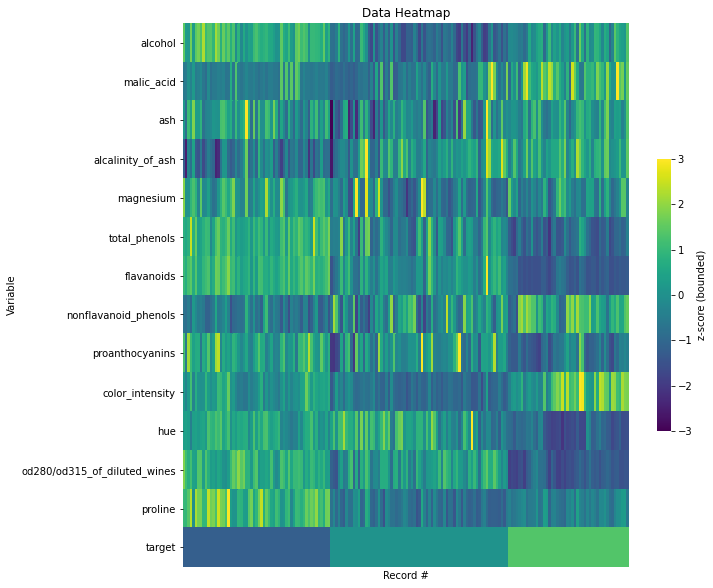 Data Heatmap
alcohol
malic_acid
ash
alcalinity_of_ash
magnesium
total_phenols
flavanoids
nonflavanoid_phenols
proanthocyanins
color_intensity
hue
od280/od315_of_diluted_wines
proline
target
Variable
Record #
3
2
1
0
−1
−2
−3
z-score (bounded)